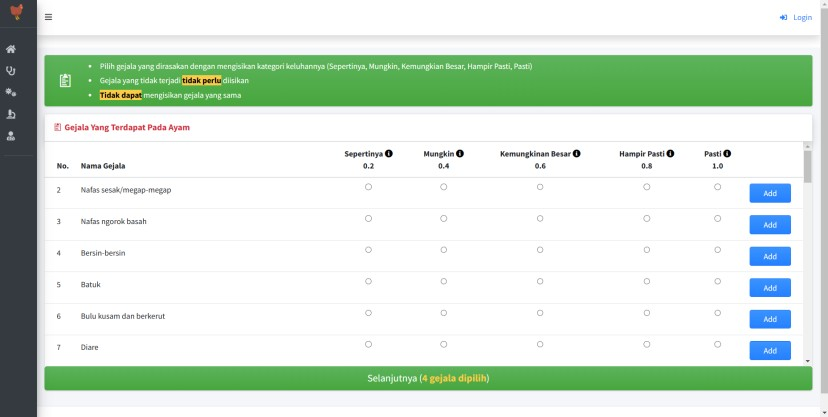 Login
Pilih gejala yang dirasakan dengan mengisikan kategori keluhannya (Sepertinya, Mungkin, Kemungkian Besar, Hampir Pasti, Pasti)
Gejala yang tidak terjadi tidak perlu diisikan
Tidak dapat mengisikan gejala yang sama
Gejala Yang Terdapat Pada Ayam
No. Nama Gejala Sepertinya 0.2 Mungkin 0.4 Kemungkinan Besar 0.6 Hampir Pasti 0.8 Pasti 1.0
2 Nafas sesak/megap-megap Add
3 Nafas ngorok basah Add
4 Bersin-bersin Add
5 Batuk Add
6 Bulu kusam dan berkerut Add
7 Diare Add
Selanjutnya (4 gejala dipilih)